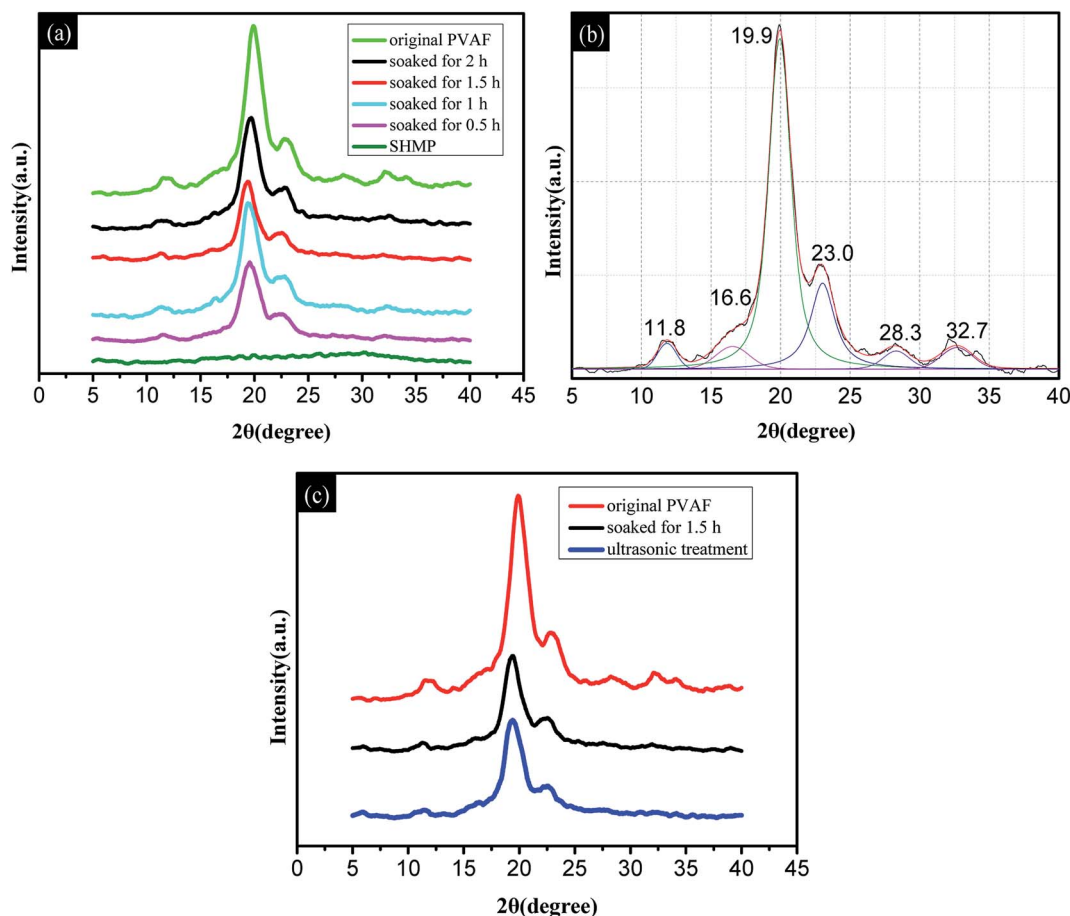 (a)
original PVAF
soaked for 2 h
soaked for 1.5 h
soaked for 1 h
soaked for 0.5 h
SHMP
Intensity(a.u.)
0 5 10 15 20 25 30 35 40 45
2θ(degree)
(b)
19.9
23.0
16.6
11.8
28.3
32.7
Intensity(a.u.)
5 10 15 20 25 30 35 40
2θ(degree)
(c)
original PVAF
soaked for 1.5 h
ultrasonic treatment
Intensity(a.u.)
0 5 10 15 20 25 30 35 40 45
2θ(degree)